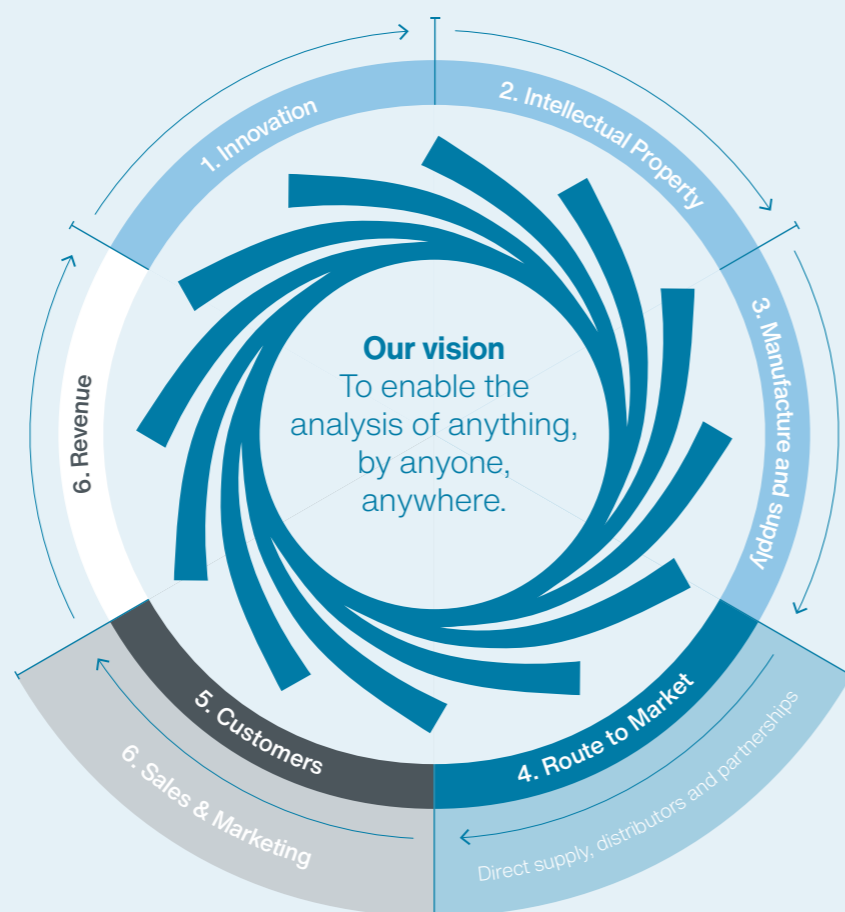 1. Innovation
2. Intellectual Property
3. Manufacture and supply
4. Route to Market
Direct supply, distributors and partnerships
5. Customers
6. Sales & Marketing
6. Revenue
Our vision
To enable the
analysis of anything,
by anyone,
anywhere.